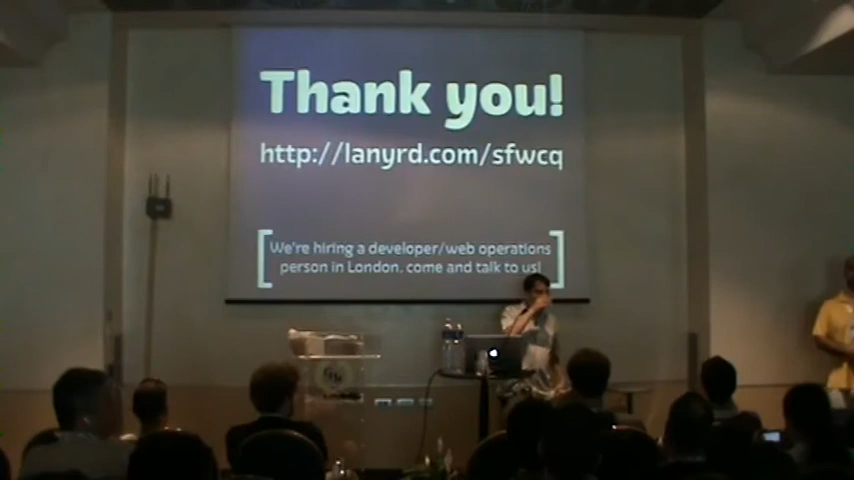 Thank you!
http://lanyrd.com/sfwcq
We're hiring a developer/web operations
person in London, come and talk to us!